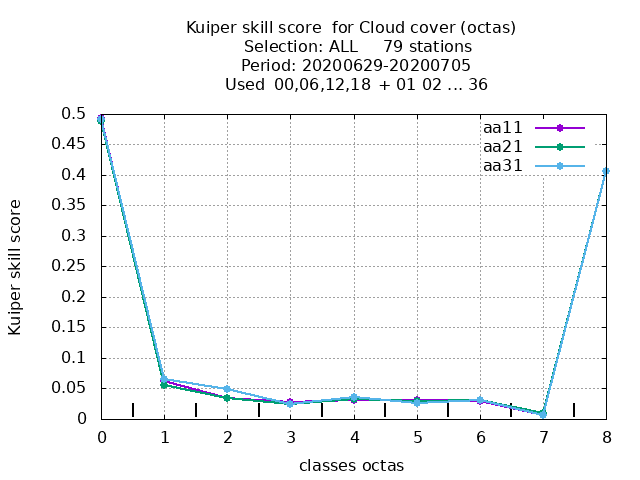 Kuiper skill score  for Cloud cover (octas)
Selection: ALL     79 stations
Period: 20200629-20200705
Used  00,06,12,18 + 01 02 ... 36
aa11
aa21
aa31
Kuiper skill score
0.5
0.45
0.4
0.35
0.3
0.25
0.2
0.15
0.1
0.05
0
0 1 2 3 4 5 6 7 8
classes octas